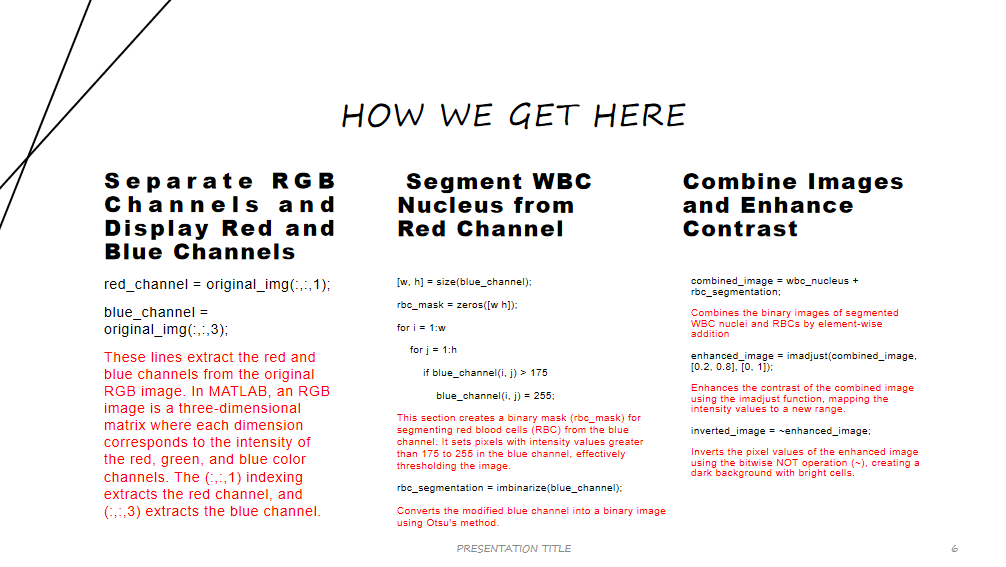 HOW WE GET HERE
Separate RGB
Channels and
Display Red and
Blue Channels
red_channel = original_img(:,:,1);
blue_channel =
original_img(:,:,3);
These lines extract the red and
blue channels from the original
RGB image. In MATLAB, an RGB
image is a three-dimensional
matrix where each dimension
corresponds to the intensity of
the red, green, and blue color
channels. The (:,:,1) indexing
extracts the red channel, and
(:,:,3) extracts the blue channel.
Segment WBC
Nucleus from
Red Channel
[w, h] = size(blue_channel);
rbc_mask = zeros([w h]);
for i = 1:w
for j = 1:h
if blue_channel(i, j) > 175
blue_channel(i, j) = 255;
This section creates a binary mask (rbc_mask) for
segmenting red blood cells (RBC) from the blue
channel. It sets pixels with intensity values greater
than 175 to 255 in the blue channel, effectively
thresholding the image.
rbc_segmentation = imbinarize(blue_channel);
Converts the modified blue channel into a binary image
using Otsu's method.
Combine Images
and Enhance
Contrast
combined_image = wbc_nucleus +
rbc_segmentation;
Combines the binary images of segmented
WBC nuclei and RBCs by element-wise
addition
enhanced_image = imadjust(combined_image,
[0.2, 0.8], [0, 1]);
Enhances the contrast of the combined image
using the imadjust function, mapping the
intensity values to a new range.
inverted_image = ~enhanced_image;
Inverts the pixel values of the enhanced image
using the bitwise NOT operation (~), creating a
dark background with bright cells.
PRESENTATION TITLE
6